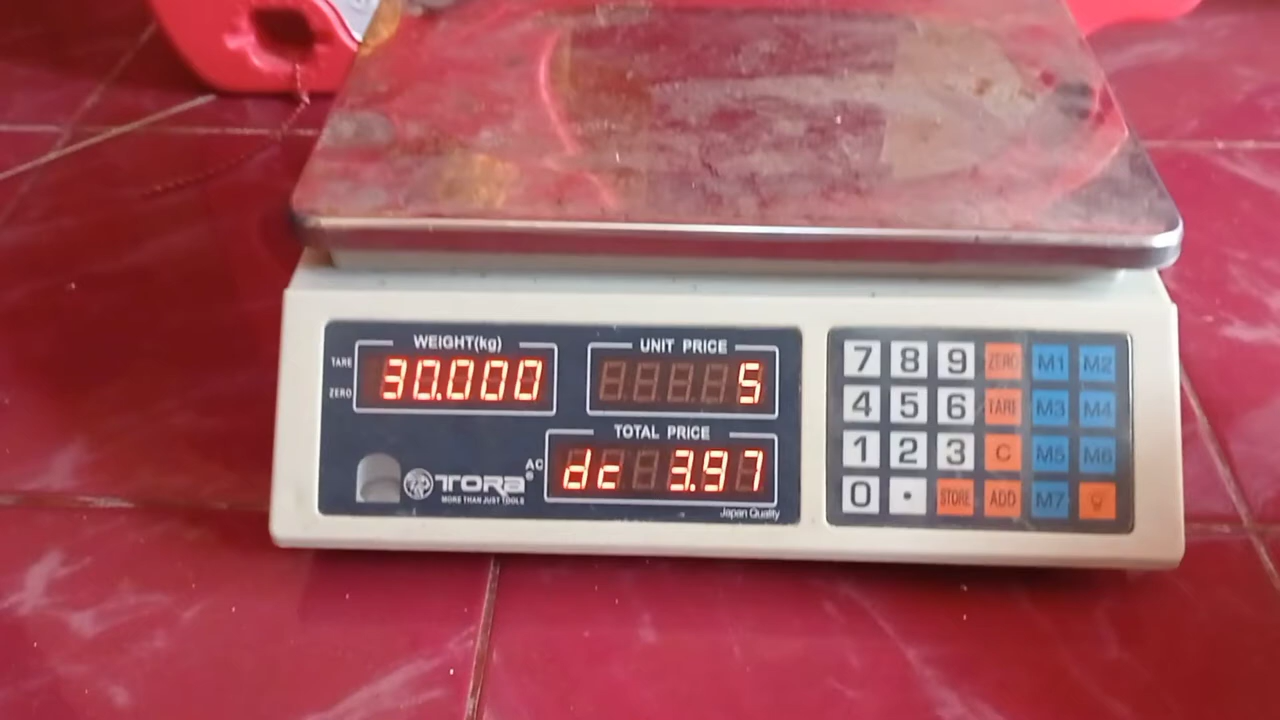 WEIGHT(kg)
UNIT PRICE
TARE
ZERO
30.000
5
TOTAL PRICE
AC
dc 3.97
TORA®
MORE THAN JUST TOOLS
Japan Quality
7 8 9 ZERO M1 M2
4 5 6 TARE M3 M4
1 2 3 C M5 M6
0 . STORE ADD M7